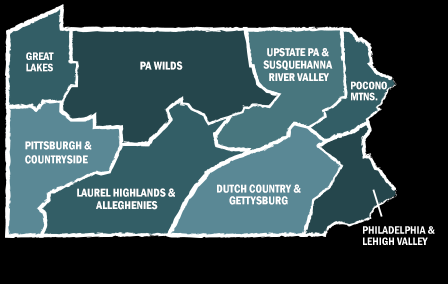 GREAT
LAKES
PA WILDS
UPSTATE PA &
SUSQUEHANNA
RIVER VALLEY
POCONO
MTNS.
PITTSBURGH &
COUNTRYSIDE
LAUREL HIGHLANDS &
ALLEGHENIES
DUTCH COUNTRY &
GETTYSBURG
PHILADELPHIA &
LEHIGH VALLEY